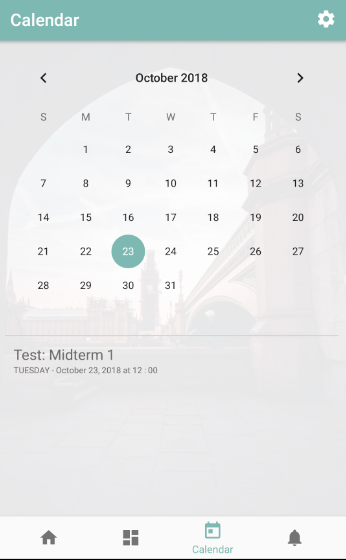 Calendar
October 2018
S M T W T F S
1 2 3 4 5 6
7 8 9 10 11 12 13
14 15 16 17 18 19 20
21 22 23 24 25 26 27
28 29 30 31
Test: Midterm 1
TUESDAY - October 23, 2018 at 12 : 00
Calendar